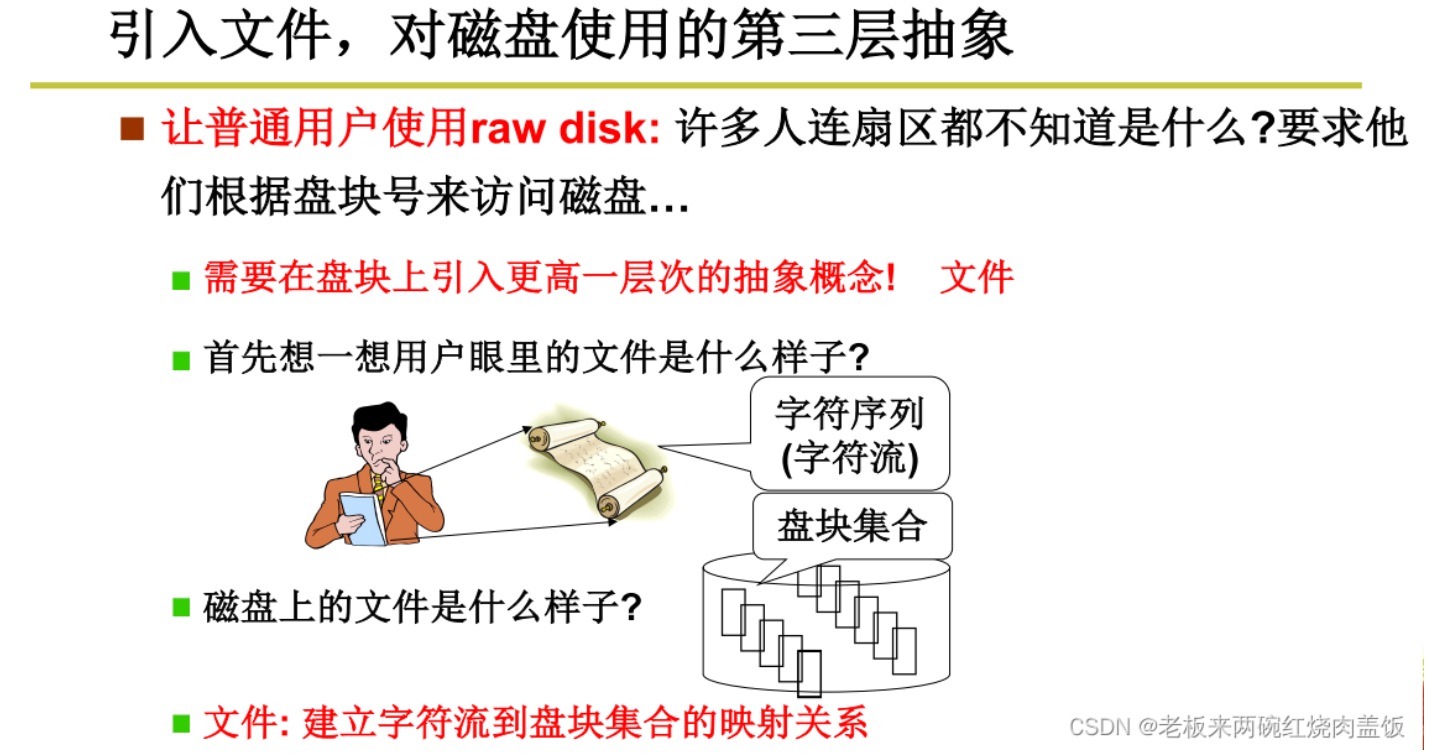 引入文件，对磁盘使用的第三层抽象
让普通用户使用raw disk: 许多人连扇区都不知道是什么?要求他
们根据盘块号来访问磁盘...
需要在盘块上引入更高一层次的抽象概念! 文件
首先想一想用户眼里的文件是什么样子?
字符序列
(字符流)
盘块集合
磁盘上的文件是什么样子?
文件: 建立字符流到盘块集合的映射关系
CSDN @老板来两碗红烧肉盖饭